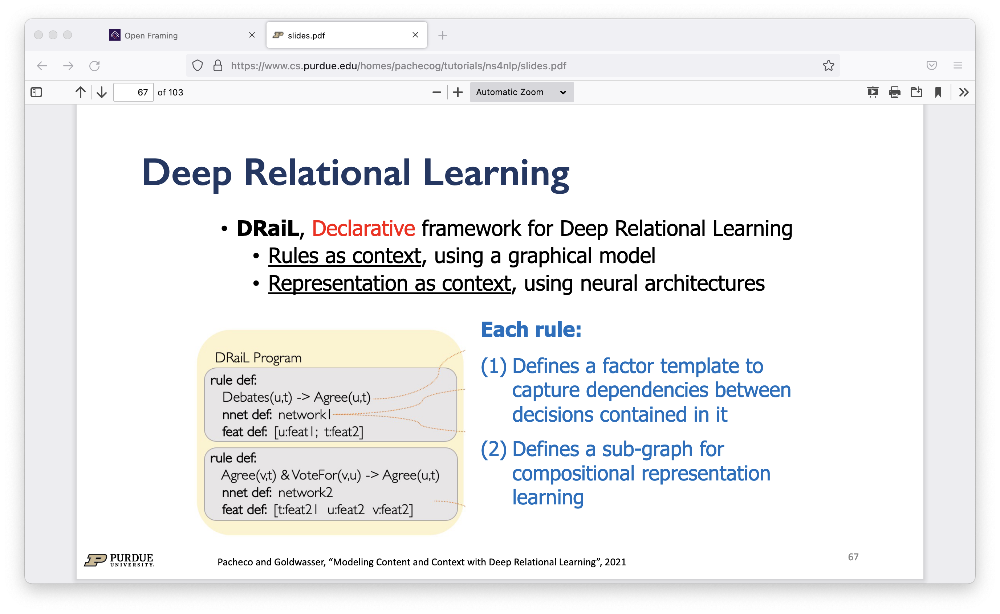 Open Framing
slides.pdf
https://www.cs.purdue.edu/homes/pachecog/tutorials/ns4nlp/slides.pdf
67 of 103
Automatic Zoom
Deep Relational Learning
• DRaiL, Declarative framework for Deep Relational Learning
• Rules as context, using a graphical model
• Representation as context, using neural architectures
DRaiL Program
rule def:
Debates(u,t) -> Agree(u,t)
nnet def: network1
feat def: [u:feat1; t:feat2]
rule def:
Agree(v,t) & VoteFor(v,u) -> Agree(u,t)
nnet def: network2
feat def: [t:feat21 u:feat2 v:feat2]
Each rule:
(1) Defines a factor template to
capture dependencies between
decisions contained in it
(2) Defines a sub-graph for
compositional representation
learning
PURDUE
UNIVERSITY.
Pacheco and Goldwasser, “Modeling Content and Context with Deep Relational Learning”, 2021
67